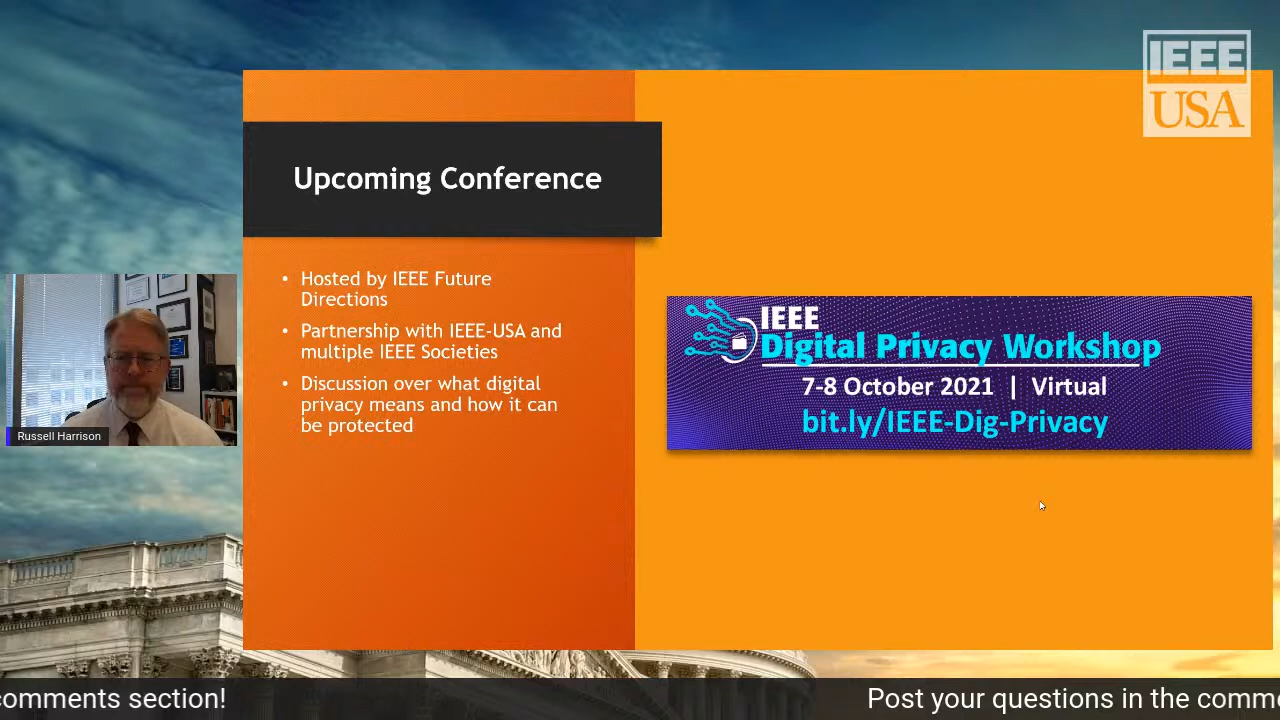 IEEE
USA
Upcoming Conference
• Hosted by IEEE Future
Directions
• Partnership with IEEE-USA and
multiple IEEE Societies
• Discussion over what digital
privacy means and how it can
be protected
IEEE
Digital Privacy Workshop
7-8 October 2021 | Virtual
bit.ly/IEEE-Dig-Privacy
Russell Harrison
comments section!
Post your questions in the comm